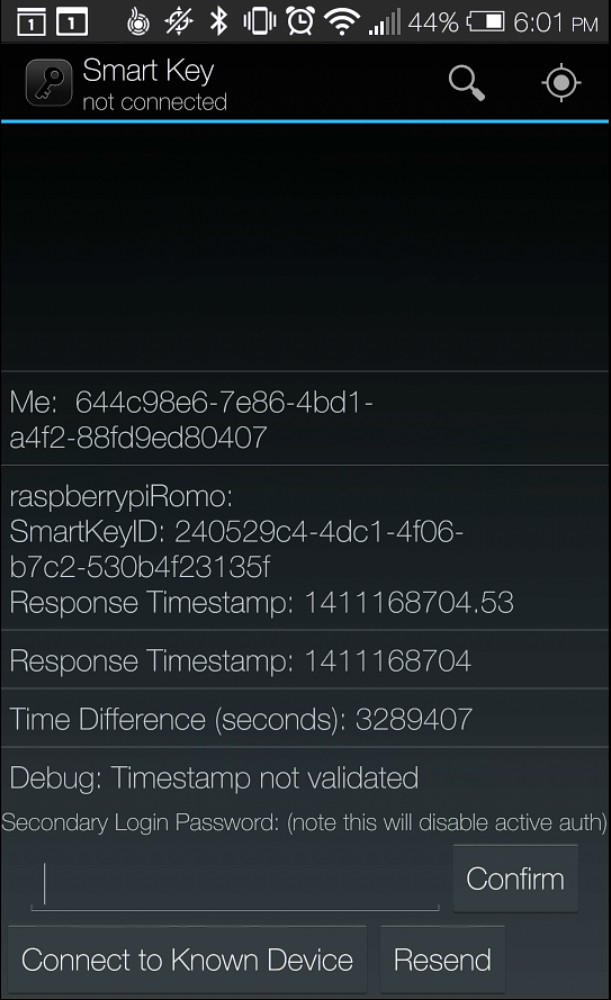 1 1 44% 6:01 PM
Smart Key
not connected
Me: 644c98e6-7e86-4bd1-
a4f2-88fd9ed80407
raspberrypiRomo:
SmartKeyID: 240529c4-4dc1-4f06-
b7c2-530b4f23135f
Response Timestamp: 1411168704.53
Response Timestamp: 1411168704
Time Difference (seconds): 3289407
Debug: Timestamp not validated
Secondary Login Password: (note this will disable active auth)
Confirm
Connect to Known Device Resend